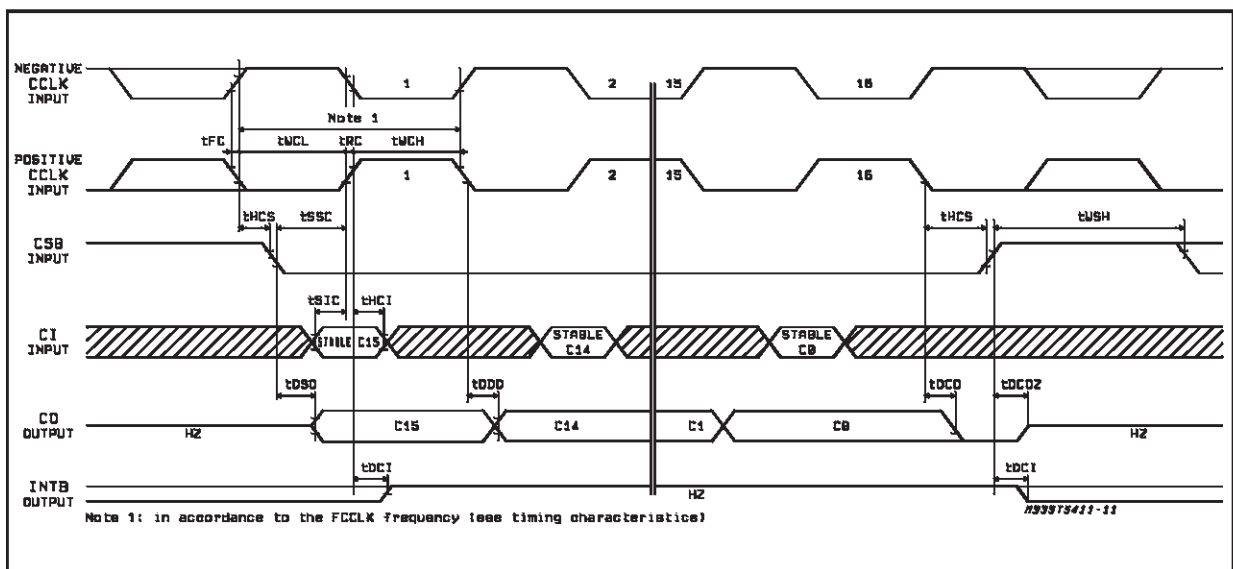 NEGATIVE
CCLK
INPUT
1
2
15
16
Note 1
tFC
tWCL
tRC
tWCH
POSITIVE
CCLK
INPUT
1
2
15
16
tHCS
tSSC
tHCS
tWSH
CSB
INPUT
tSIC
tHCI
CI
INPUT
STABLE C15
STABLE
C14
STABLE
C0
tDSO
tDDO
tDCO
tDCOZ
CO
OUTPUT
HZ
C15
C14
C1
C0
HZ
tDCI
tDCI
INTB
OUTPUT
HZ
Note 1: in accordance to the FCCLK frequency (see timing characteristics)
M93ST5411-11